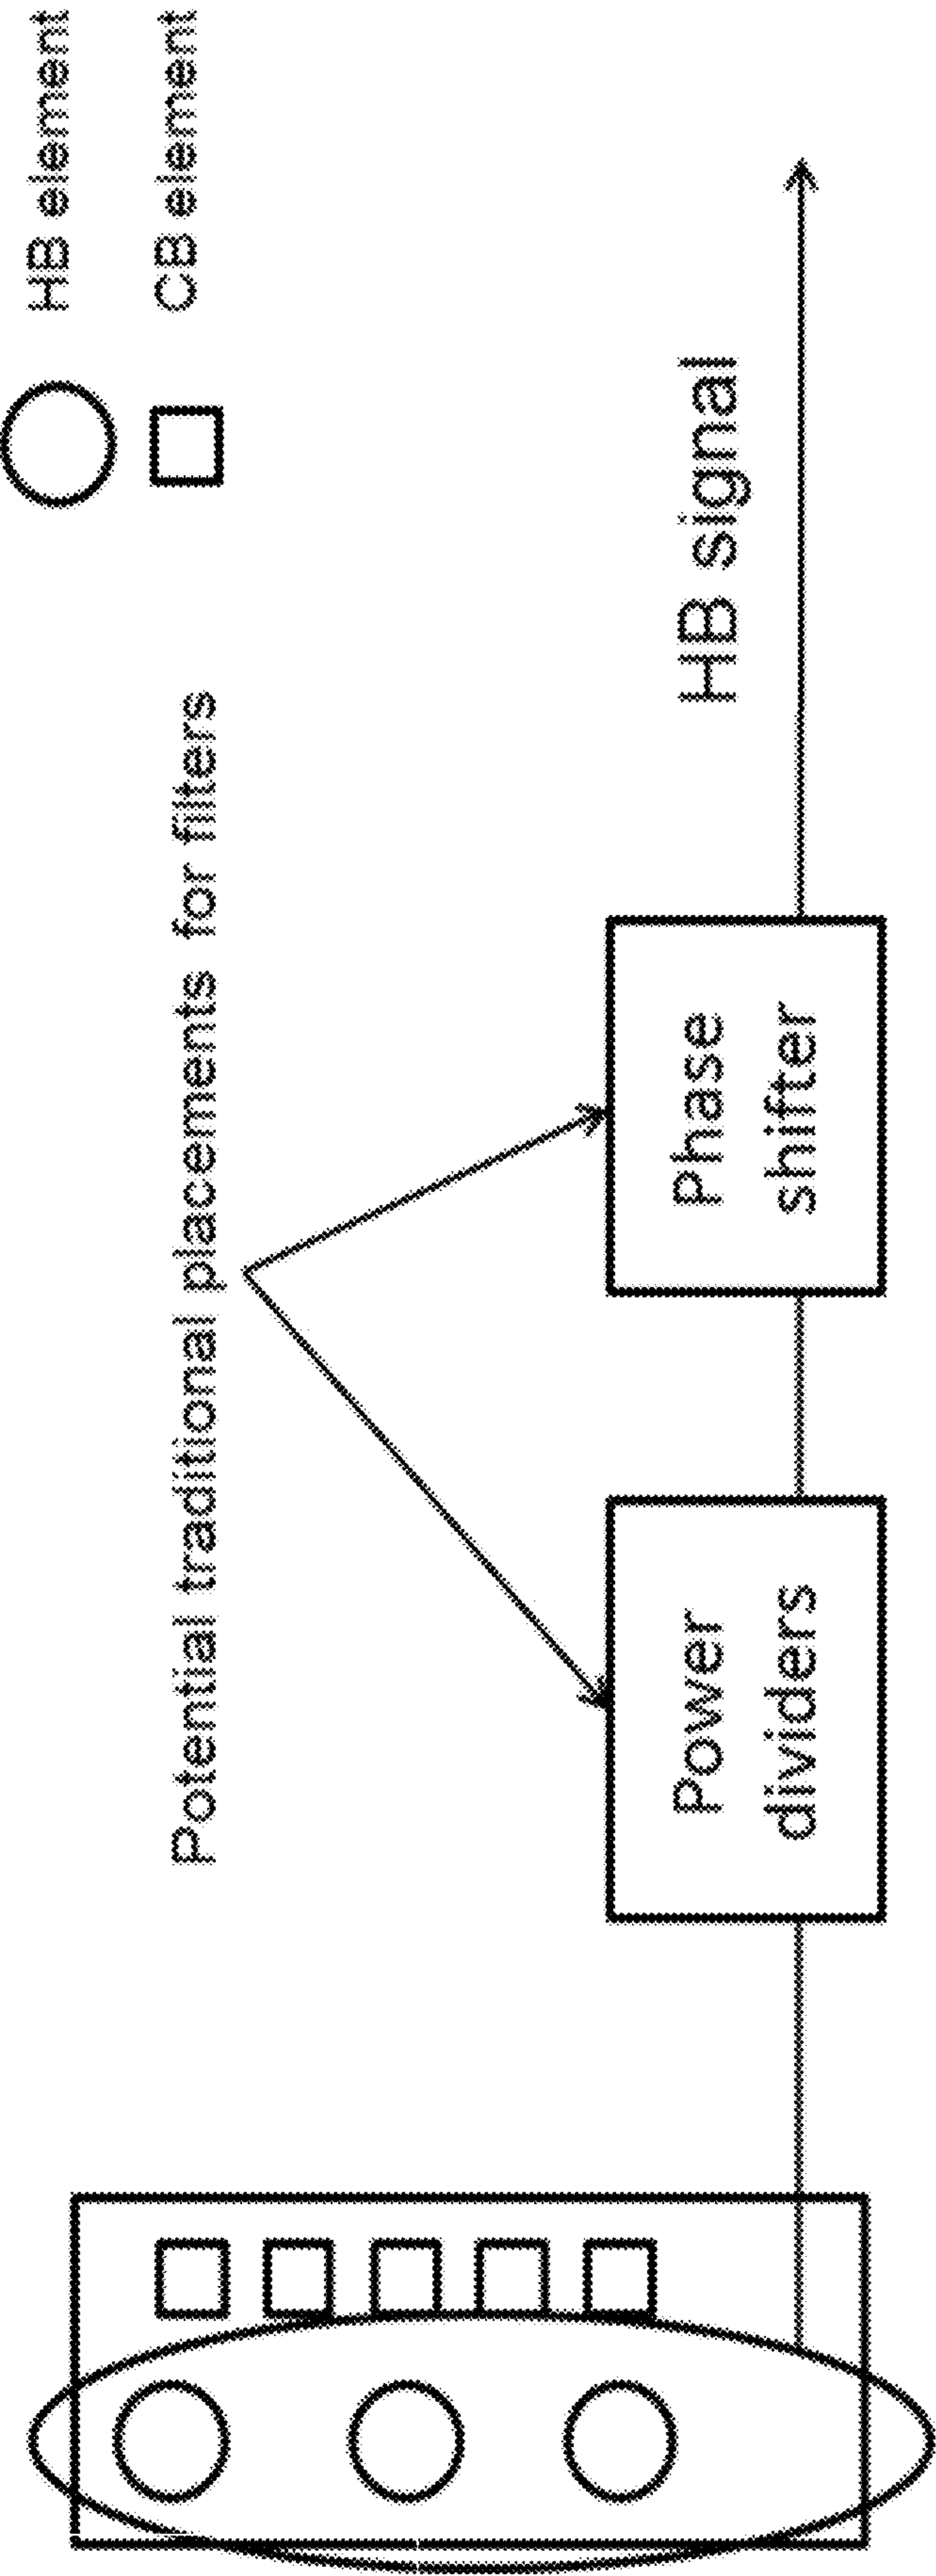 HB element
CB element
Potential traditional placements for filters
HB signal
Power
dividers
Phase
shifter